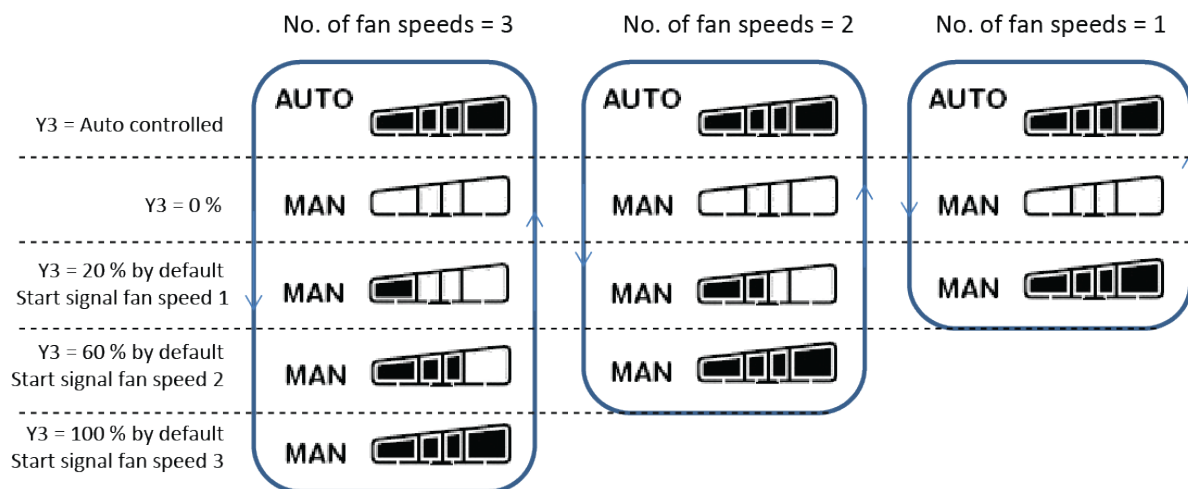 No. of fan speeds = 3
No. of fan speeds = 2
No. of fan speeds = 1
Y3 = Auto controlled
AUTO
AUTO
AUTO
Y3 = 0 %
MAN
MAN
MAN
Y3 = 20 % by default
Start signal fan speed 1
MAN
MAN
MAN
Y3 = 60 % by default
Start signal fan speed 2
MAN
MAN
Y3 = 100 % by default
Start signal fan speed 3
MAN